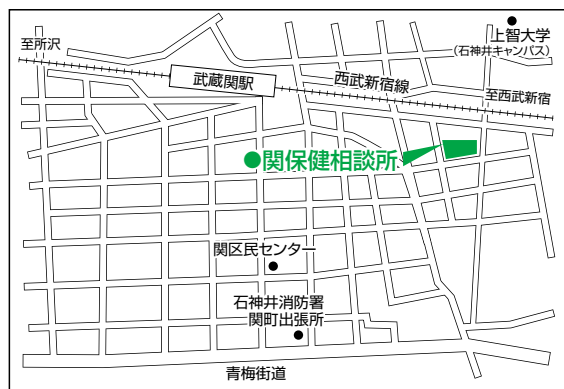 上智大学
(石神井キャンパス)
至所沢
武蔵関駅
西武新宿線
至西武新宿
●関保健相談所
関区民センター
石神井消防署
関町出張所
青梅街道